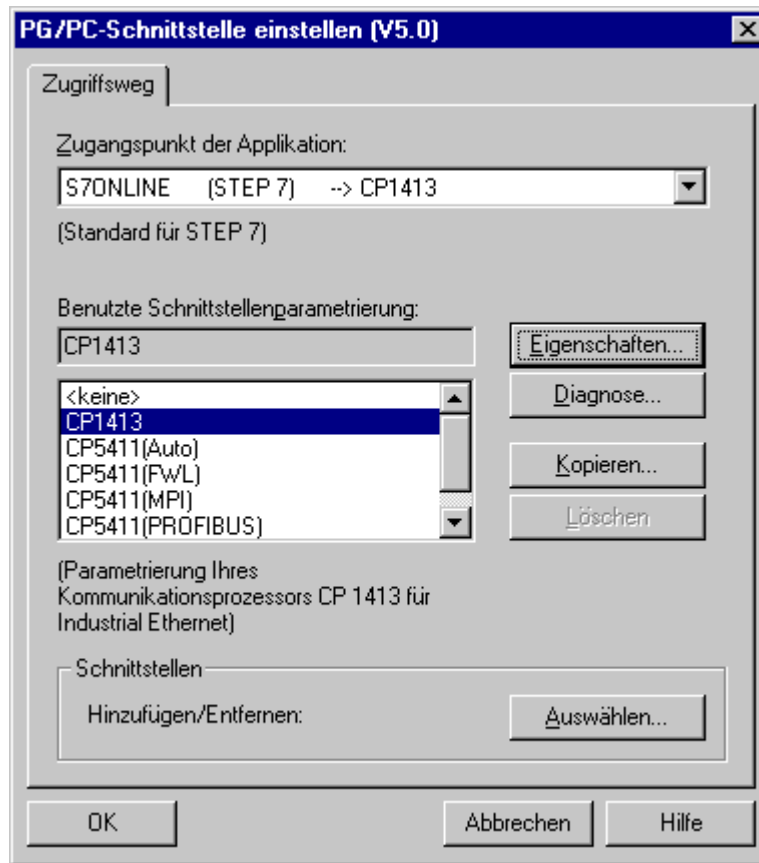 PG/PC-Schnittstelle einstellen (V5.0)
Zugriffsweg
Zugangspunkt der Applikation:
S7ONLINE (STEP 7) --> CP1413
(Standard für STEP 7)
Benutzte Schnittstellenparametrierung:
CP1413
Eigenschaften...
<keine>
CP1413
CP5411(Auto)
CP5411(FWL)
CP5411(MPI)
CP5411(PROFIBUS)
Diagnose...
Kopieren...
Löschen
(Parametrierung Ihres
Kommunikationsprozessors CP 1413 für
Industrial Ethernet)
Schnittstellen
Hinzufügen/Entfernen:
Auswählen...
OK
Abbrechen
Hilfe